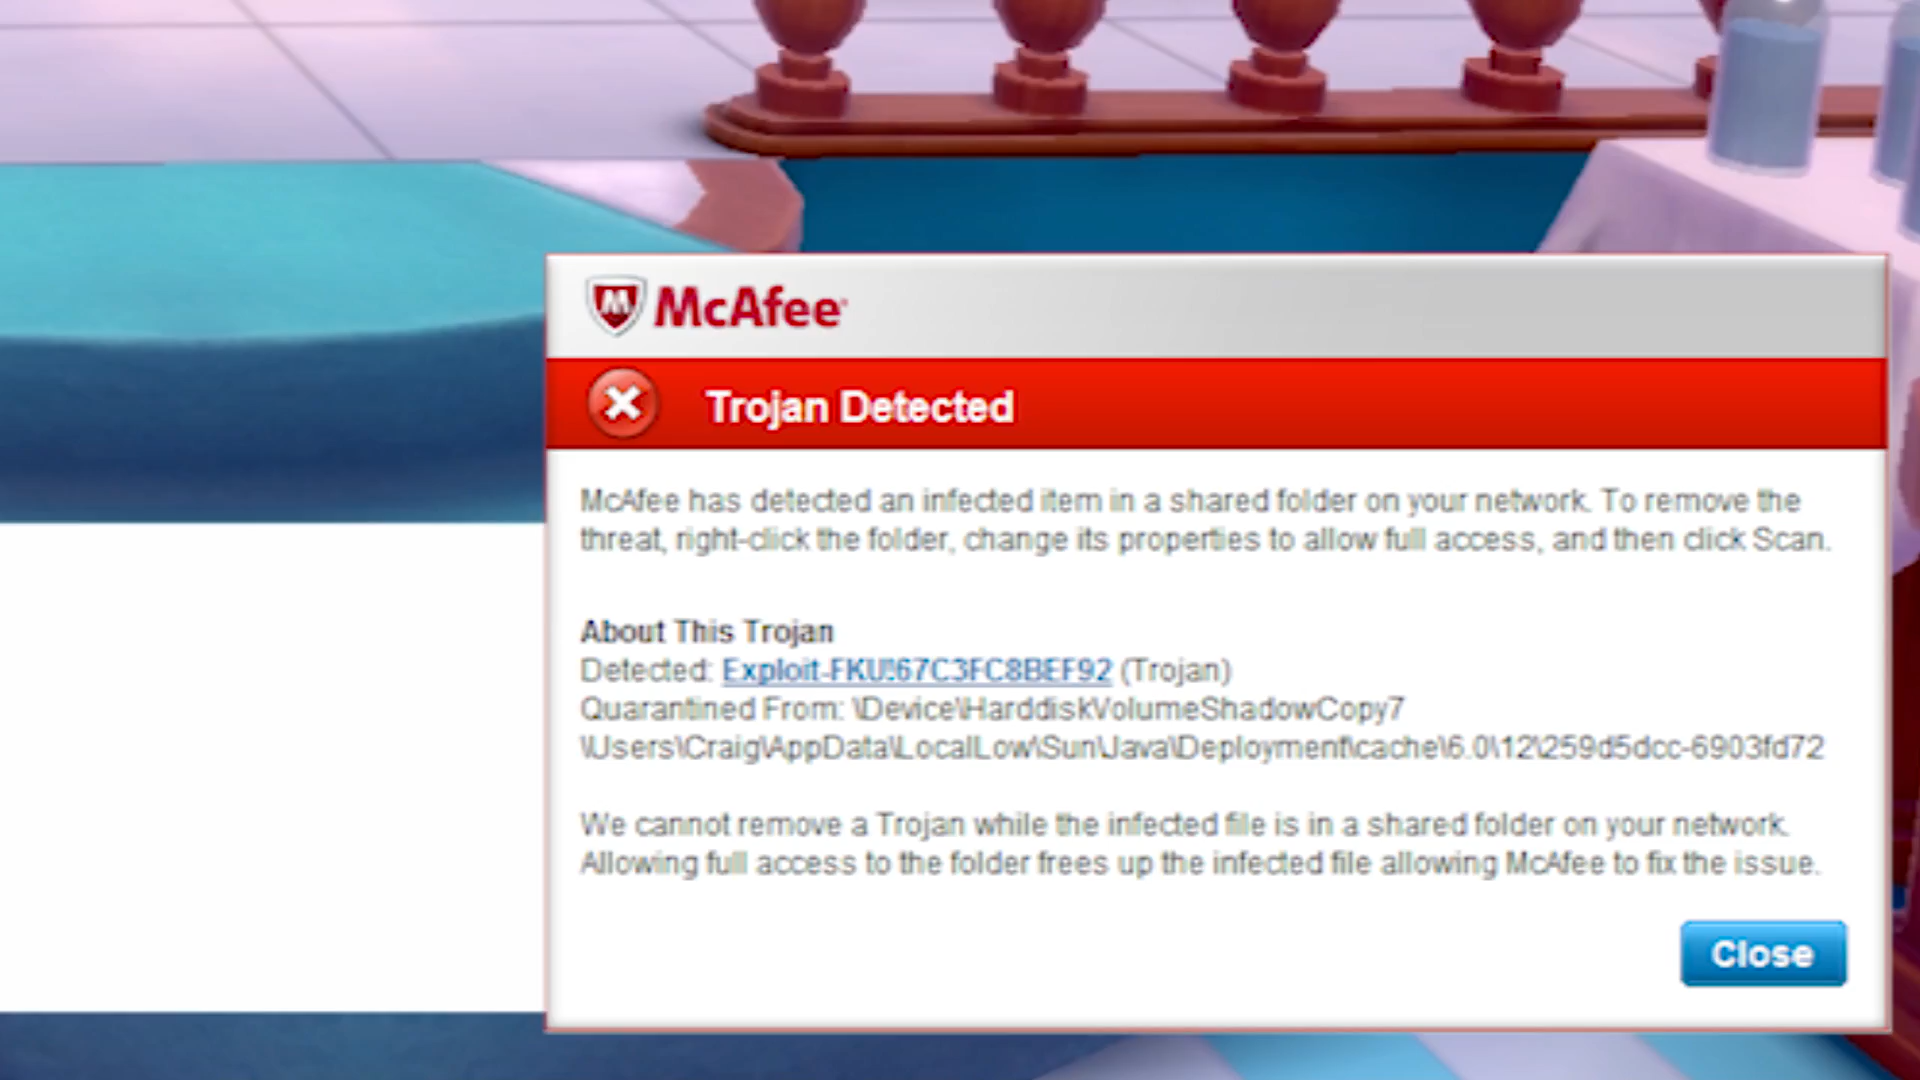 McAfee
Trojan Detected
McAfee has detected an infected item in a shared folder on your network. To remove the
threat, right-click the folder, change its properties to allow full access, and then click Scan.
About This Trojan
Detected: Exploit-FKU!67C3FC8BEF92 (Trojan)
Quarantined From: \Device\HarddiskVolumeShadowCopy7
\Users\Craig\AppData\LocalLow\Sun\Java\Deployment\cache\6.0\12\259d5dcc-6903fd72
We cannot remove a Trojan while the infected file is in a shared folder on your network.
Allowing full access to the folder frees up the infected file allowing McAfee to fix the issue.
Close